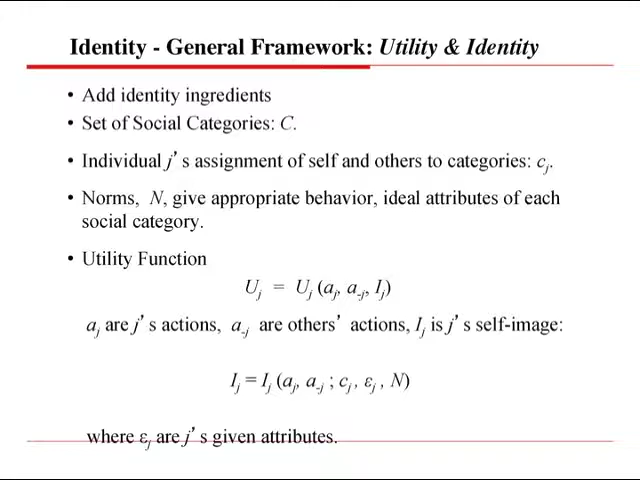 Identity - General Framework: Utility & Identity
• Add identity ingredients
• Set of Social Categories: C.
• Individual j's assignment of self and others to categories: cj.
• Norms, N, give appropriate behavior, ideal attributes of each
social category.
• Utility Function
Uj = Uj (aj, a-j, Ij)
aj are j's actions, a-j are others' actions, Ij is j's self-image:
Ij = Ij (aj, a-j ; cj , εj , N)
where εj are j's given attributes.